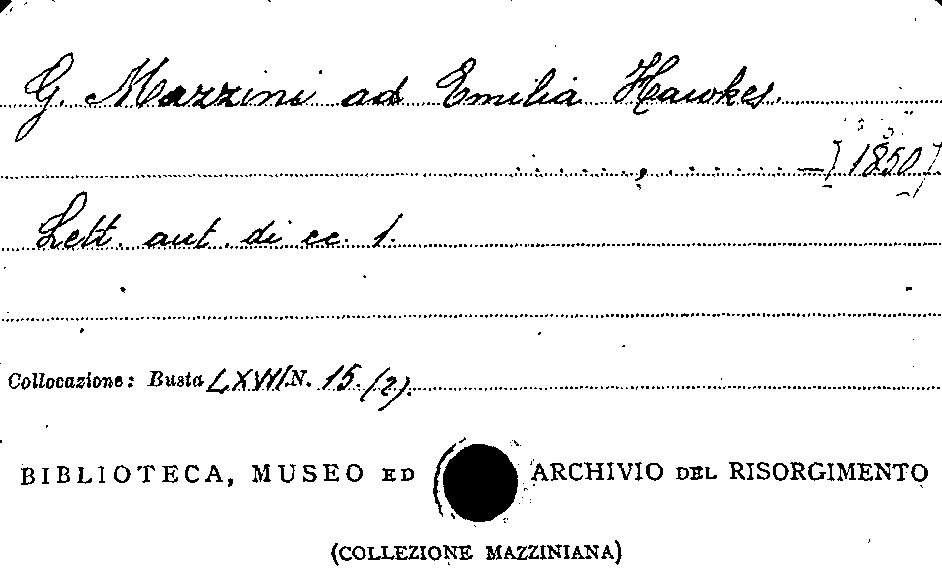 G. Mazzini ad Emilia Hawkes.
......, ....... — [1850].
Lett. aut. di cc. 1.
Collocazione: Busta LXVII N. 15.(2).
BIBLIOTECA, MUSEO ED ARCHIVIO DEL RISORGIMENTO
(COLLEZIONE MAZZINIANA)